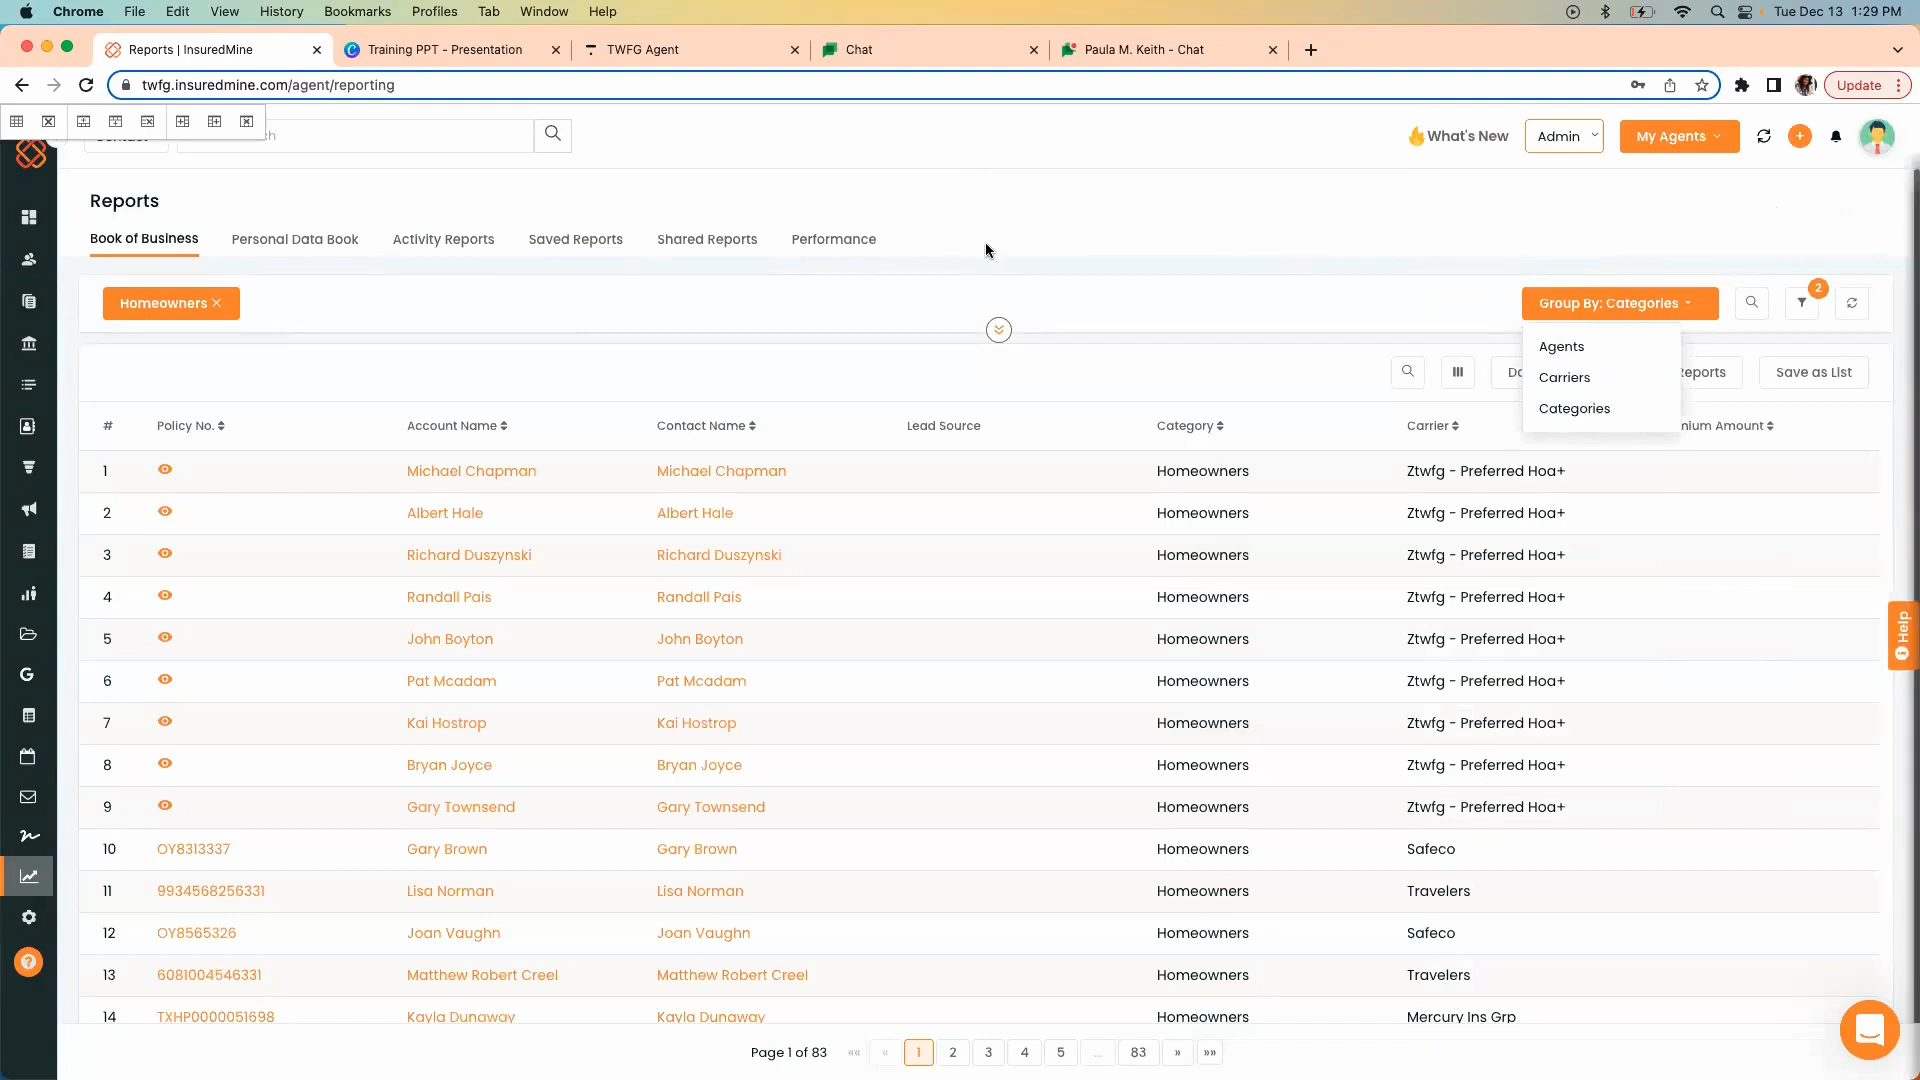 Chrome File Edit View History Bookmarks Profiles Tab Window Help Tue Dec 13 1:29 PM
Reports | InsuredMine Training PPT - Presentation TWFG Agent Chat Paula M. Keith - Chat
twfg.insuredmine.com/agent/reporting Update
What's New Admin My Agents
Reports
Book of Business Personal Data Book Activity Reports Saved Reports Shared Reports Performance
Homeowners Group By: Categories 2
Agents
Carriers
Categories
Reports Save as List
# Policy No. Account Name Contact Name Lead Source Category Carrier Amount
1 Michael Chapman Michael Chapman Homeowners Ztwfg - Preferred Hoa+
2 Albert Hale Albert Hale Homeowners Ztwfg - Preferred Hoa+
3 Richard Duszynski Richard Duszynski Homeowners Ztwfg - Preferred Hoa+
4 Randall Pais Randall Pais Homeowners Ztwfg - Preferred Hoa+
5 John Boyton John Boyton Homeowners Ztwfg - Preferred Hoa+
6 Pat Mcadam Pat Mcadam Homeowners Ztwfg - Preferred Hoa+
7 Kai Hostrop Kai Hostrop Homeowners Ztwfg - Preferred Hoa+
8 Bryan Joyce Bryan Joyce Homeowners Ztwfg - Preferred Hoa+
9 Gary Townsend Gary Townsend Homeowners Ztwfg - Preferred Hoa+
10 OY8313337 Gary Brown Gary Brown Homeowners Safeco
11 9934568256331 Lisa Norman Lisa Norman Homeowners Travelers
12 OY8565326 Joan Vaughn Joan Vaughn Homeowners Safeco
13 6081004546331 Matthew Robert Creel Matthew Robert Creel Homeowners Travelers
14 TXHP0000051698 Kayla Dungway Kayla Dungway Homeowners Mercury Ins Grp
Help
Page 1 of 83 «« « 1 2 3 4 5 ... 83 » »»